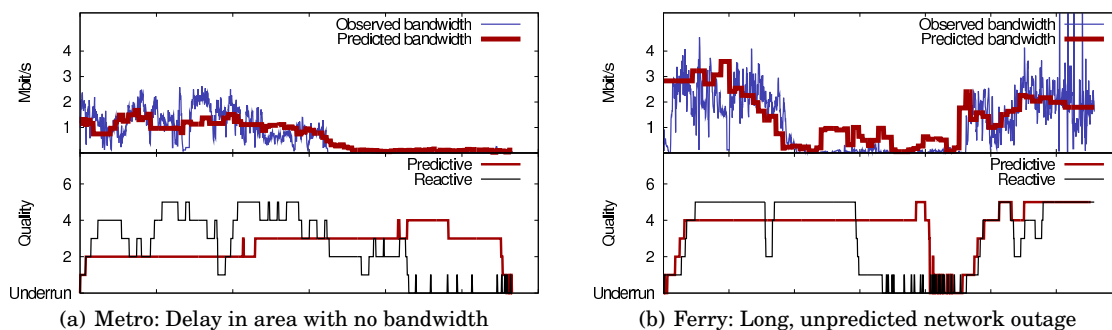 Observed bandwidth
Predicted bandwidth
Mbit/s
4
3
2
1
Predictive
Reactive
Quality
6
4
2
Underrun
(a) Metro: Delay in area with no bandwidth
Observed bandwidth
Predicted bandwidth
Mbit/s
4
3
2
1
Predictive
Reactive
Quality
6
4
2
Underrun
(b) Ferry: Long, unpredicted network outage